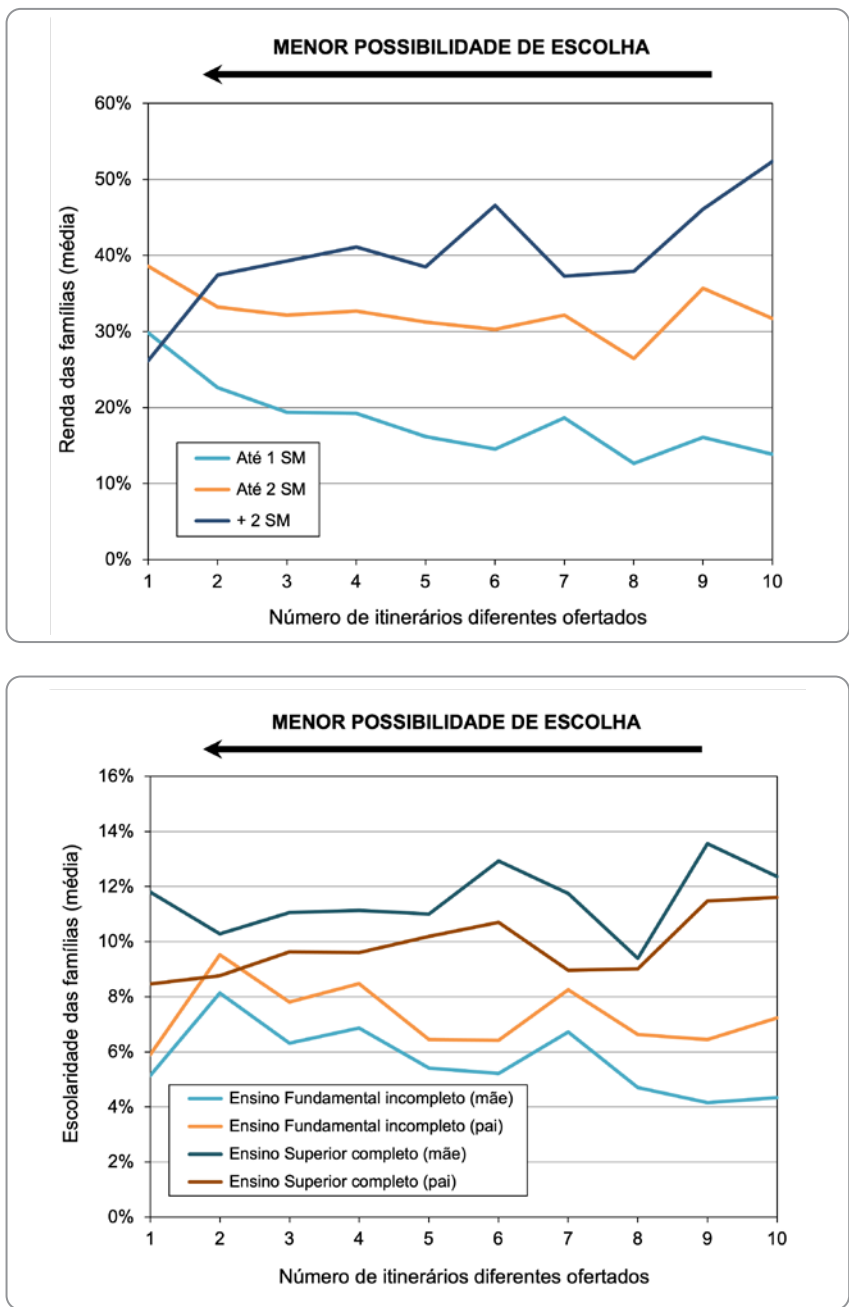 MENOR POSSIBILIDADE DE ESCOLHA
60%
50%
40%
30%
20%
10%
0%
Renda das famílias (média)
Até 1 SM
Até 2 SM
+ 2 SM
1 2 3 4 5 6 7 8 9 10
Número de itinerários diferentes ofertados
MENOR POSSIBILIDADE DE ESCOLHA
16%
14%
12%
10%
8%
6%
4%
2%
0%
Escolaridade das famílias (média)
Ensino Fundamental incompleto (mãe)
Ensino Fundamental incompleto (pai)
Ensino Superior completo (mãe)
Ensino Superior completo (pai)
1 2 3 4 5 6 7 8 9 10
Número de itinerários diferentes ofertados